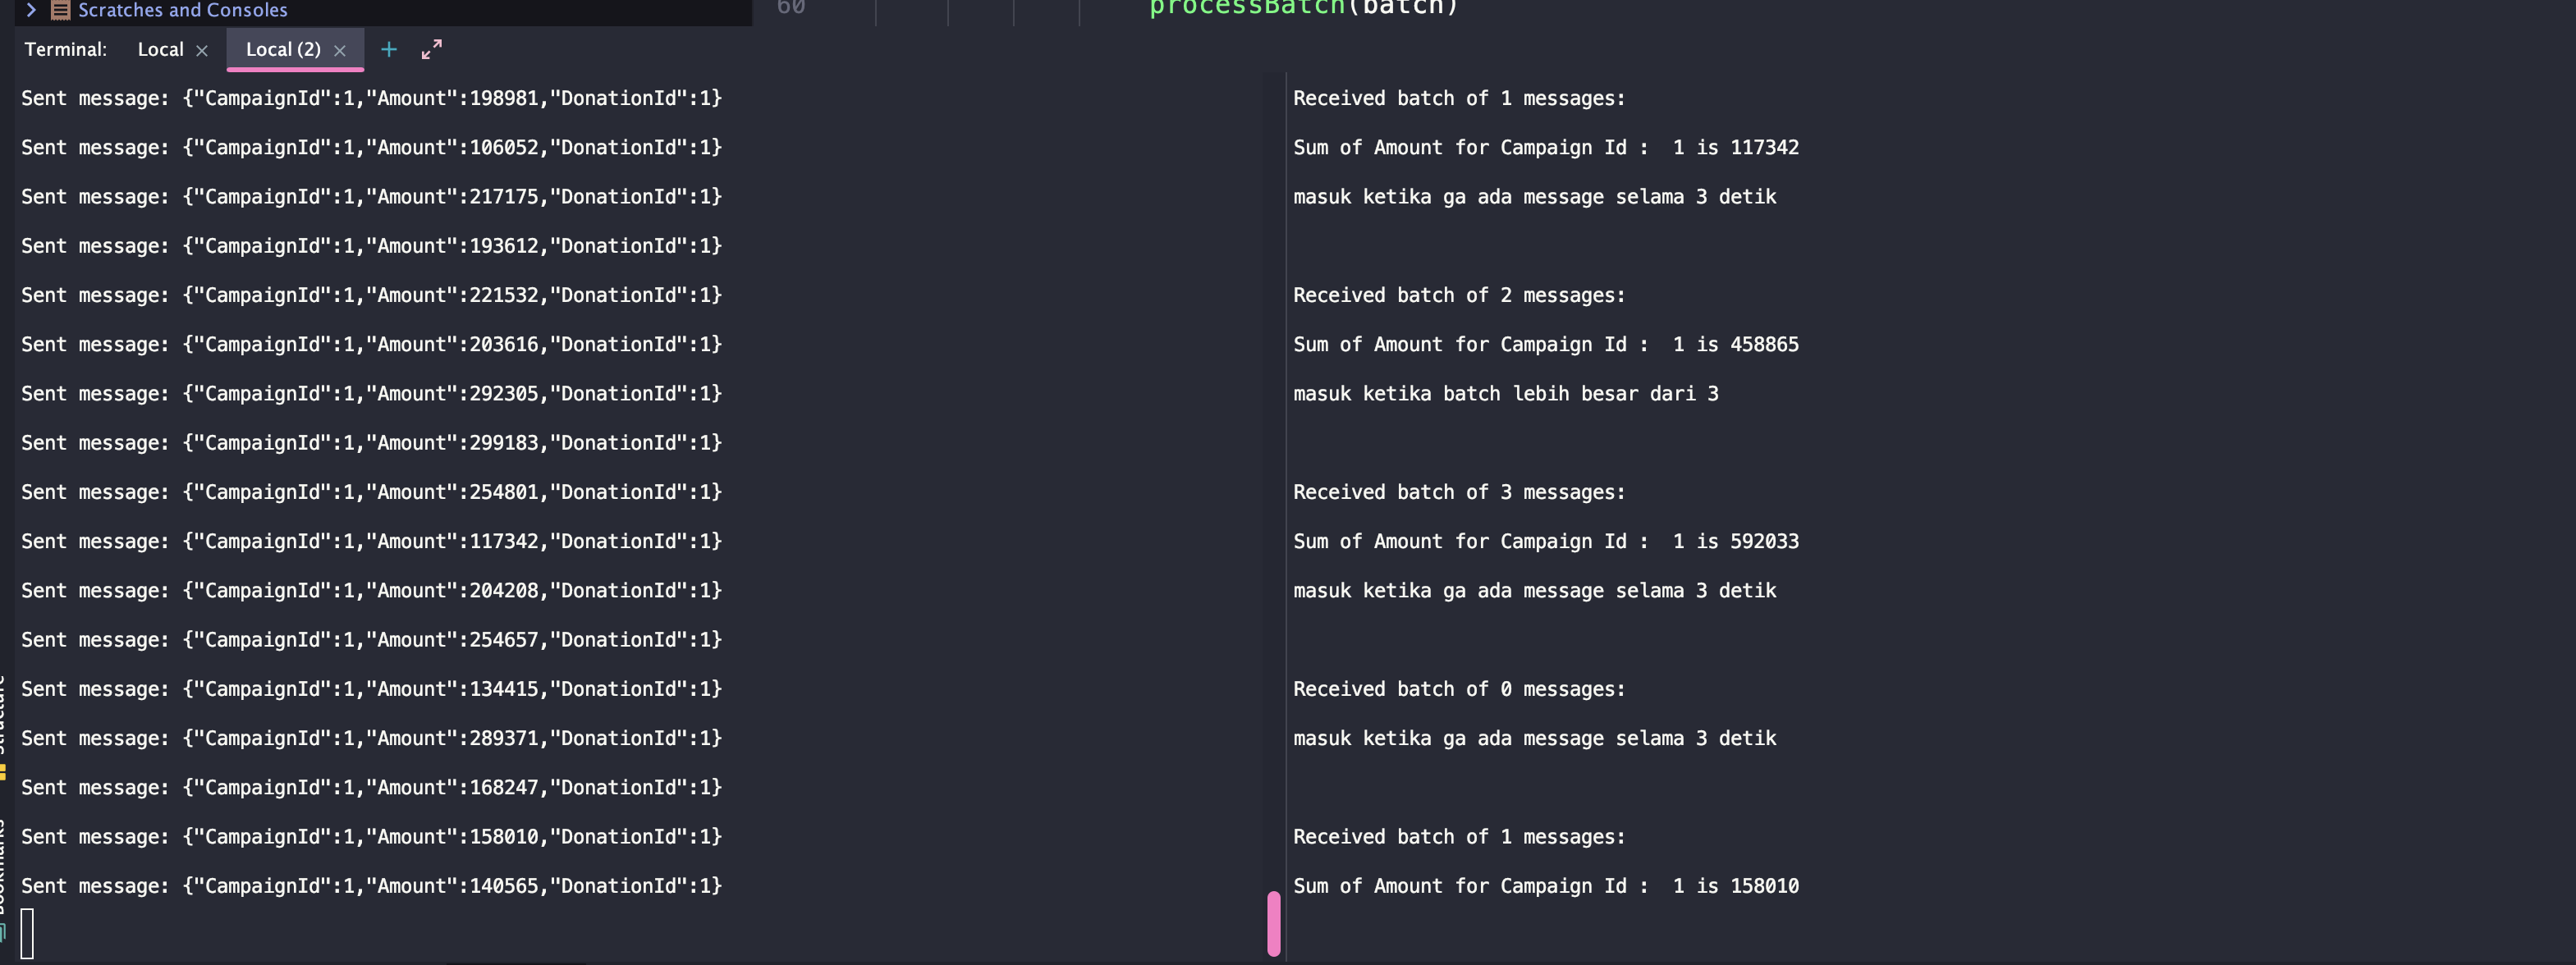 Scratches and Consoles
60 processBatch(batch)
Terminal: Local Local (2)
Sent message: {"CampaignId":1,"Amount":198981,"DonationId":1}
Sent message: {"CampaignId":1,"Amount":106052,"DonationId":1}
Sent message: {"CampaignId":1,"Amount":217175,"DonationId":1}
Sent message: {"CampaignId":1,"Amount":193612,"DonationId":1}
Sent message: {"CampaignId":1,"Amount":221532,"DonationId":1}
Sent message: {"CampaignId":1,"Amount":203616,"DonationId":1}
Sent message: {"CampaignId":1,"Amount":292305,"DonationId":1}
Sent message: {"CampaignId":1,"Amount":299183,"DonationId":1}
Sent message: {"CampaignId":1,"Amount":254801,"DonationId":1}
Sent message: {"CampaignId":1,"Amount":117342,"DonationId":1}
Sent message: {"CampaignId":1,"Amount":204208,"DonationId":1}
Sent message: {"CampaignId":1,"Amount":254657,"DonationId":1}
Sent message: {"CampaignId":1,"Amount":134415,"DonationId":1}
Sent message: {"CampaignId":1,"Amount":289371,"DonationId":1}
Sent message: {"CampaignId":1,"Amount":168247,"DonationId":1}
Sent message: {"CampaignId":1,"Amount":158010,"DonationId":1}
Sent message: {"CampaignId":1,"Amount":140565,"DonationId":1}
Received batch of 1 messages:
Sum of Amount for Campaign Id :  1 is 117342
masuk ketika ga ada message selama 3 detik
Received batch of 2 messages:
Sum of Amount for Campaign Id :  1 is 458865
masuk ketika batch lebih besar dari 3
Received batch of 3 messages:
Sum of Amount for Campaign Id :  1 is 592033
masuk ketika ga ada message selama 3 detik
Received batch of 0 messages:
masuk ketika ga ada message selama 3 detik
Received batch of 1 messages:
Sum of Amount for Campaign Id :  1 is 158010
Structure
Bookmarks